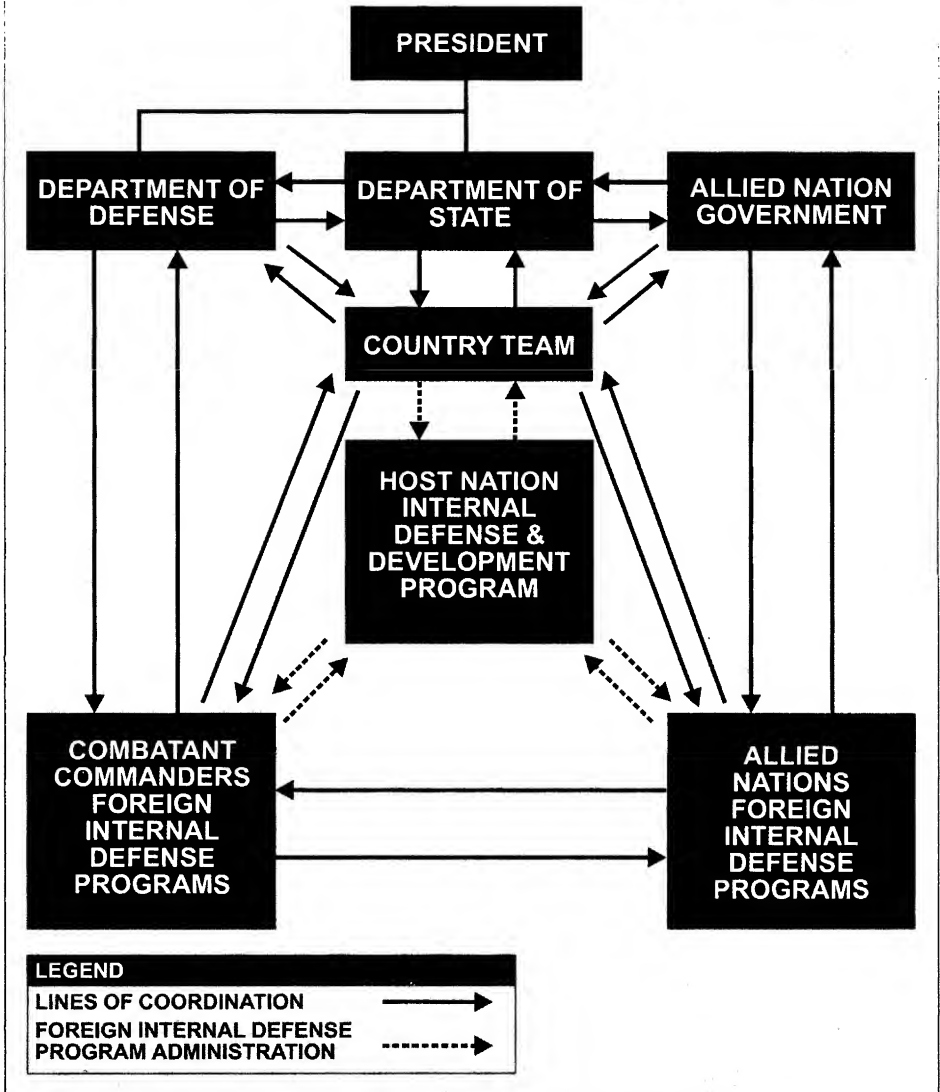 PRESIDENT
DEPARTMENT OF
DEFENSE
DEPARTMENT OF
STATE
ALLIED NATION
GOVERNMENT
COUNTRY TEAM
HOST NATION
INTERNAL
DEFENSE &
DEVELOPMENT
PROGRAM
COMBATANT
COMMANDERS
FOREIGN
INTERNAL
DEFENSE
PROGRAMS
ALLIED
NATIONS
FOREIGN
INTERNAL
DEFENSE
PROGRAMS
LEGEND
LINES OF COORDINATION
FOREIGN INTERNAL DEFENSE
PROGRAM ADMINISTRATION